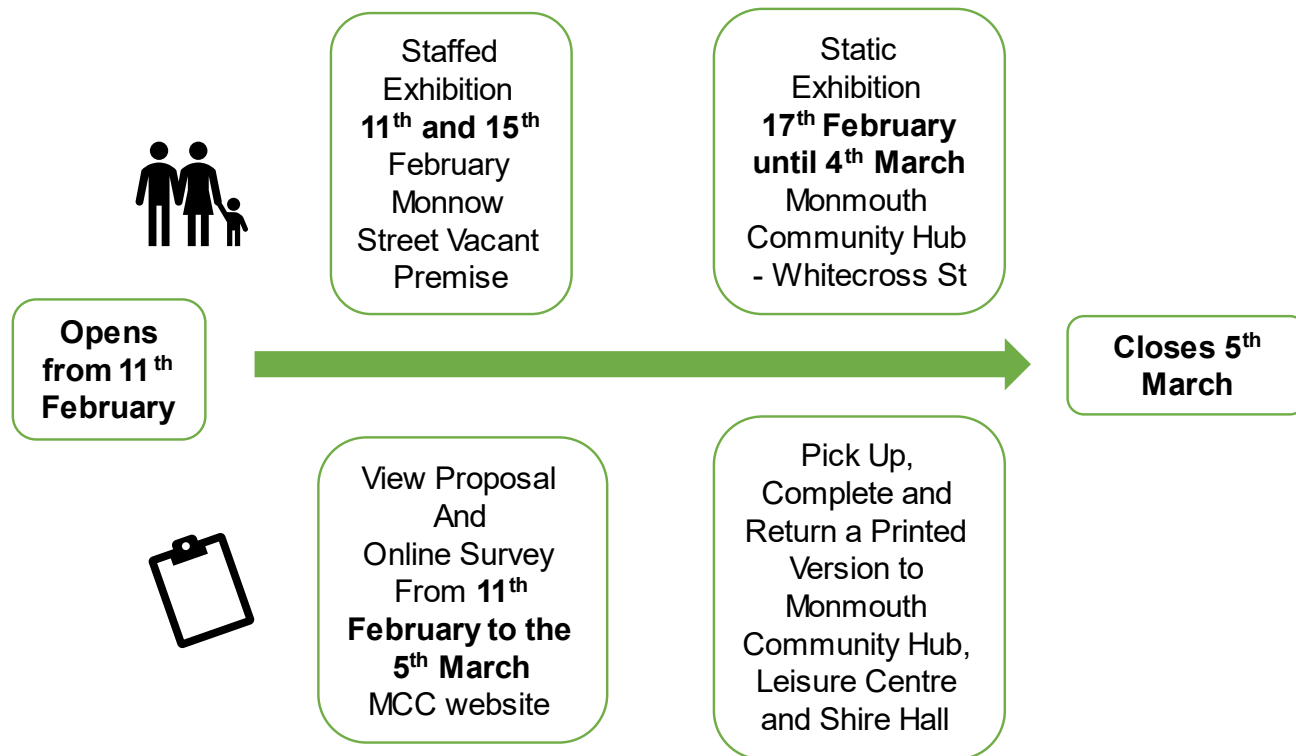 Staffed
Exhibition
11th and 15th
February
Monnow
Street Vacant
Premise
Static
Exhibition
17th February
until 4th March
Monmouth
Community Hub
- Whitecross St
Opens
from 11th
February
Closes 5th
March
View Proposal
And
Online Survey
From 11th
February to the
5th March
MCC website
Pick Up,
Complete and
Return a Printed
Version to
Monmouth
Community Hub,
Leisure Centre
and Shire Hall